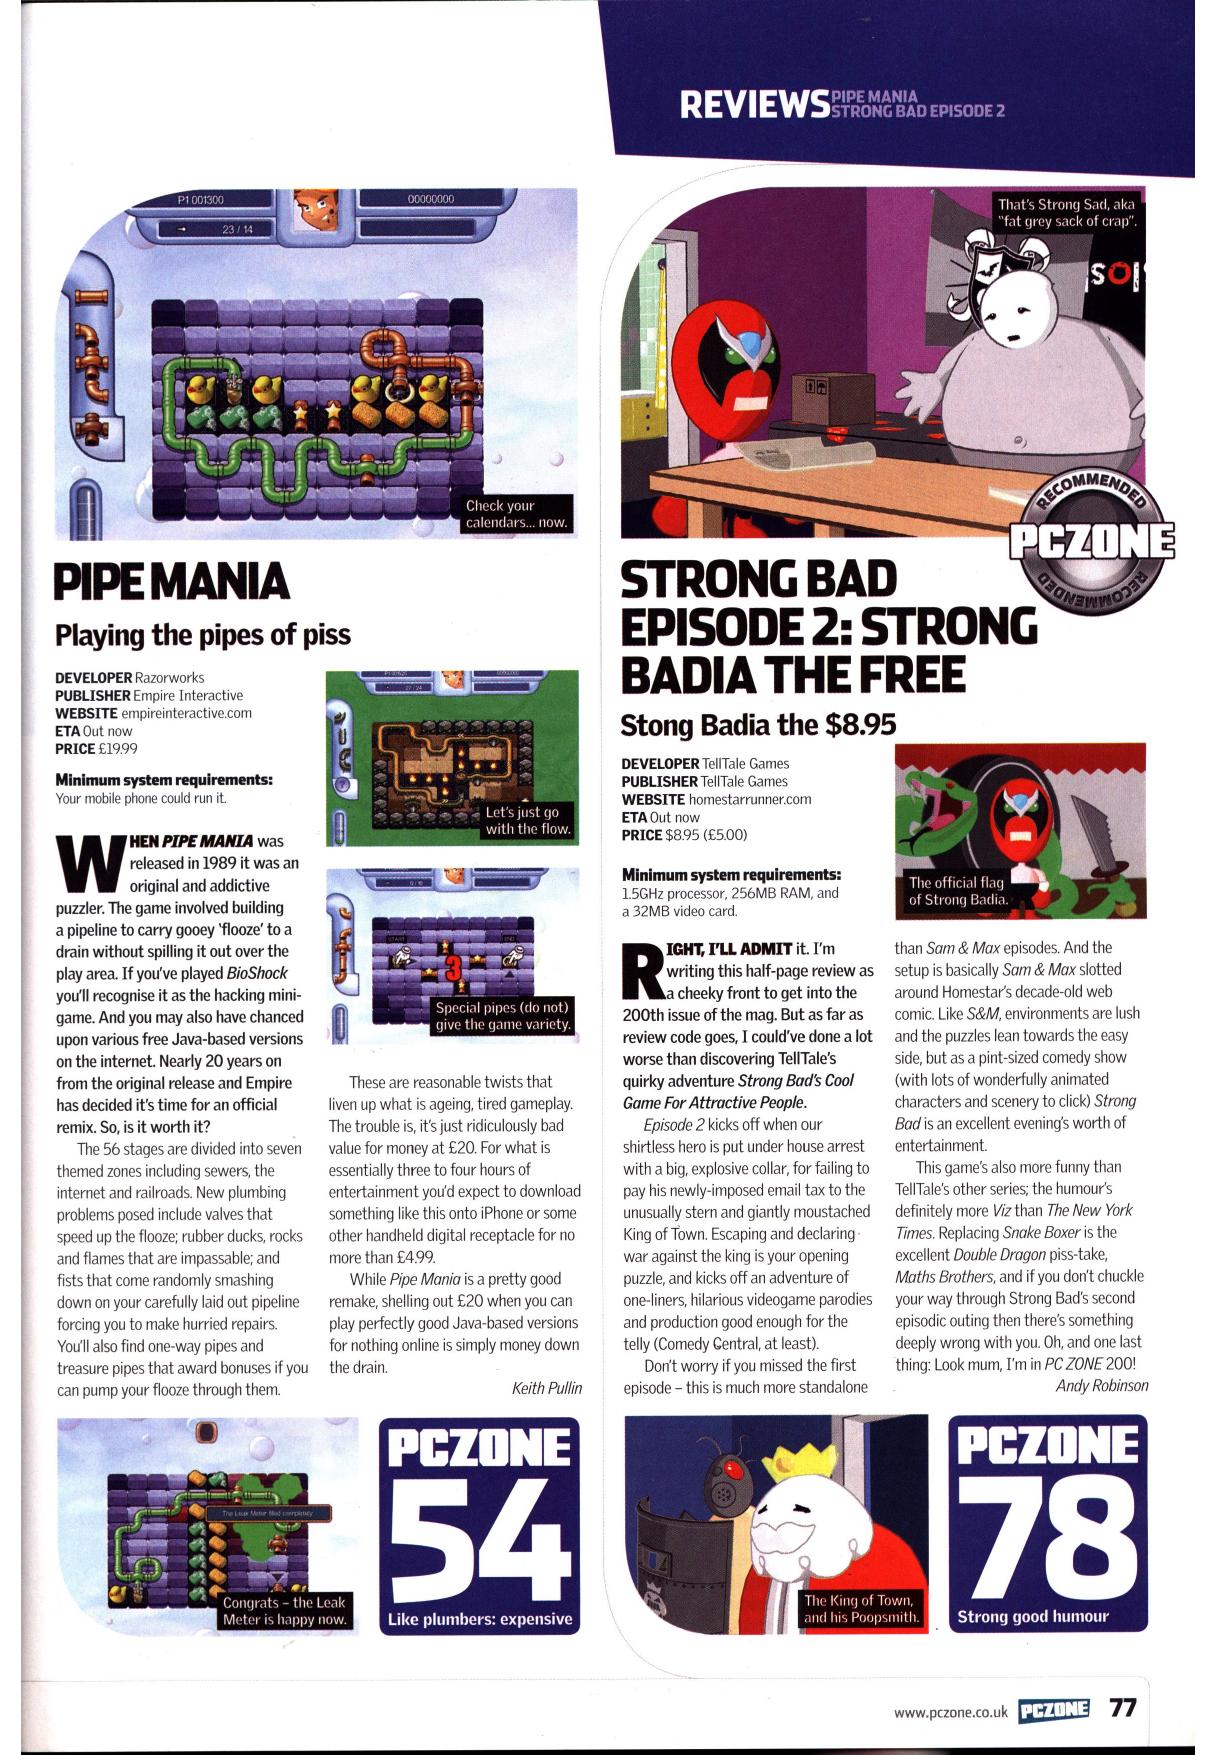 REVIEWS PIPE MANIA
STRONG BAD EPISODE 2
P1 001300
00000000
23 / 14
Check your
calendars... now.
PIPE MANIA
Playing the pipes of piss
DEVELOPER Razorworks
PUBLISHER Empire Interactive
WEBSITE empireinteractive.com
ETA Out now
PRICE £19.99
Minimum system requirements:
Your mobile phone could run it.
WHEN PIPE MANIA was
released in 1989 it was an
original and addictive
puzzler. The game involved building
a pipeline to carry gooey 'flooze' to a
drain without spilling it out over the
play area. If you've played BioShock
you'll recognise it as the hacking mini-
game. And you may also have chanced
upon various free Java-based versions
on the internet. Nearly 20 years on
from the original release and Empire
has decided it's time for an official
remix. So, is it worth it?
The 56 stages are divided into seven
themed zones including sewers, the
internet and railroads. New plumbing
problems posed include valves that
speed up the flooze; rubber ducks, rocks
and flames that are impassable; and
fists that come randomly smashing
down on your carefully laid out pipeline
forcing you to make hurried repairs.
You'll also find one-way pipes and
treasure pipes that award bonuses if you
can pump your flooze through them.
Let's just go
with the flow.
START
END
3
Special pipes (do not)
give the game variety.
These are reasonable twists that
liven up what is ageing, tired gameplay.
The trouble is, it's just ridiculously bad
value for money at £20. For what is
essentially three to four hours of
entertainment you'd expect to download
something like this onto iPhone or some
other handheld digital receptacle for no
more than £4.99.
While Pipe Mania is a pretty good
remake, shelling out £20 when you can
play perfectly good Java-based versions
for nothing online is simply money down
the drain.
Keith Pullin
The Leak Meter filled completely
Congrats – the Leak
Meter is happy now.
PCZONE
54
Like plumbers: expensive
That's Strong Sad, aka
"fat grey sack of crap".
RECOMMENDED
PCZONE
RECOMMENDED
STRONG BAD
EPISODE 2: STRONG
BADIA THE FREE
Stong Badia the $8.95
DEVELOPER TellTale Games
PUBLISHER TellTale Games
WEBSITE homestarrunner.com
ETA Out now
PRICE $8.95 (£5.00)
Minimum system requirements:
1.5GHz processor, 256MB RAM, and
a 32MB video card.
The official flag
of Strong Badia.
RIGHT, I'LL ADMIT it. I'm
writing this half-page review as
a cheeky front to get into the
200th issue of the mag. But as far as
review code goes, I could've done a lot
worse than discovering TellTale's
quirky adventure Strong Bad's Cool
Game For Attractive People.
Episode 2 kicks off when our
shirtless hero is put under house arrest
with a big, explosive collar, for failing to
pay his newly-imposed email tax to the
unusually stern and giantly moustached
King of Town. Escaping and declaring
war against the king is your opening
puzzle, and kicks off an adventure of
one-liners, hilarious videogame parodies
and production good enough for the
telly (Comedy Central, at least).
Don't worry if you missed the first
episode – this is much more standalone
than Sam & Max episodes. And the
setup is basically Sam & Max slotted
around Homestar's decade-old web
comic. Like S&M, environments are lush
and the puzzles lean towards the easy
side, but as a pint-sized comedy show
(with lots of wonderfully animated
characters and scenery to click) Strong
Bad is an excellent evening's worth of
entertainment.
This game's also more funny than
TellTale's other series; the humour's
definitely more Viz than The New York
Times. Replacing Snake Boxer is the
excellent Double Dragon piss-take,
Maths Brothers, and if you don't chuckle
your way through Strong Bad's second
episodic outing then there's something
deeply wrong with you. Oh, and one last
thing: Look mum, I'm in PC ZONE 200!
Andy Robinson
The King of Town,
and his Poopsmith.
PCZONE
78
Strong good humour
www.pczone.co.uk PCZONE 77